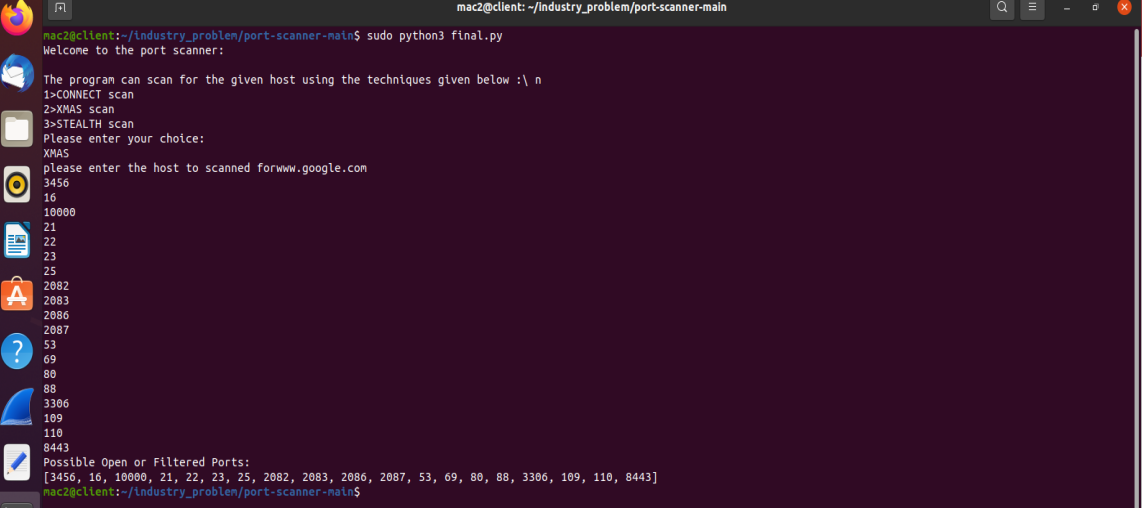 mac2@client: ~/industry_problem/port-scanner-main
mac2@client:~/industry_problem/port-scanner-main$ sudo python3 final.py
Welcome to the port scanner:
The program can scan for the given host using the techniques given below :\ n
1>CONNECT scan
2>XMAS scan
3>STEALTH scan
Please enter your choice:
XMAS
please enter the host to scanned forwww.google.com
3456
16
10000
21
22
23
25
2082
2083
2086
2087
53
69
80
88
3306
109
110
8443
Possible Open or Filtered Ports:
[3456, 16, 10000, 21, 22, 23, 25, 2082, 2083, 2086, 2087, 53, 69, 80, 88, 3306, 109, 110, 8443]
mac2@client:~/industry_problem/port-scanner-main$